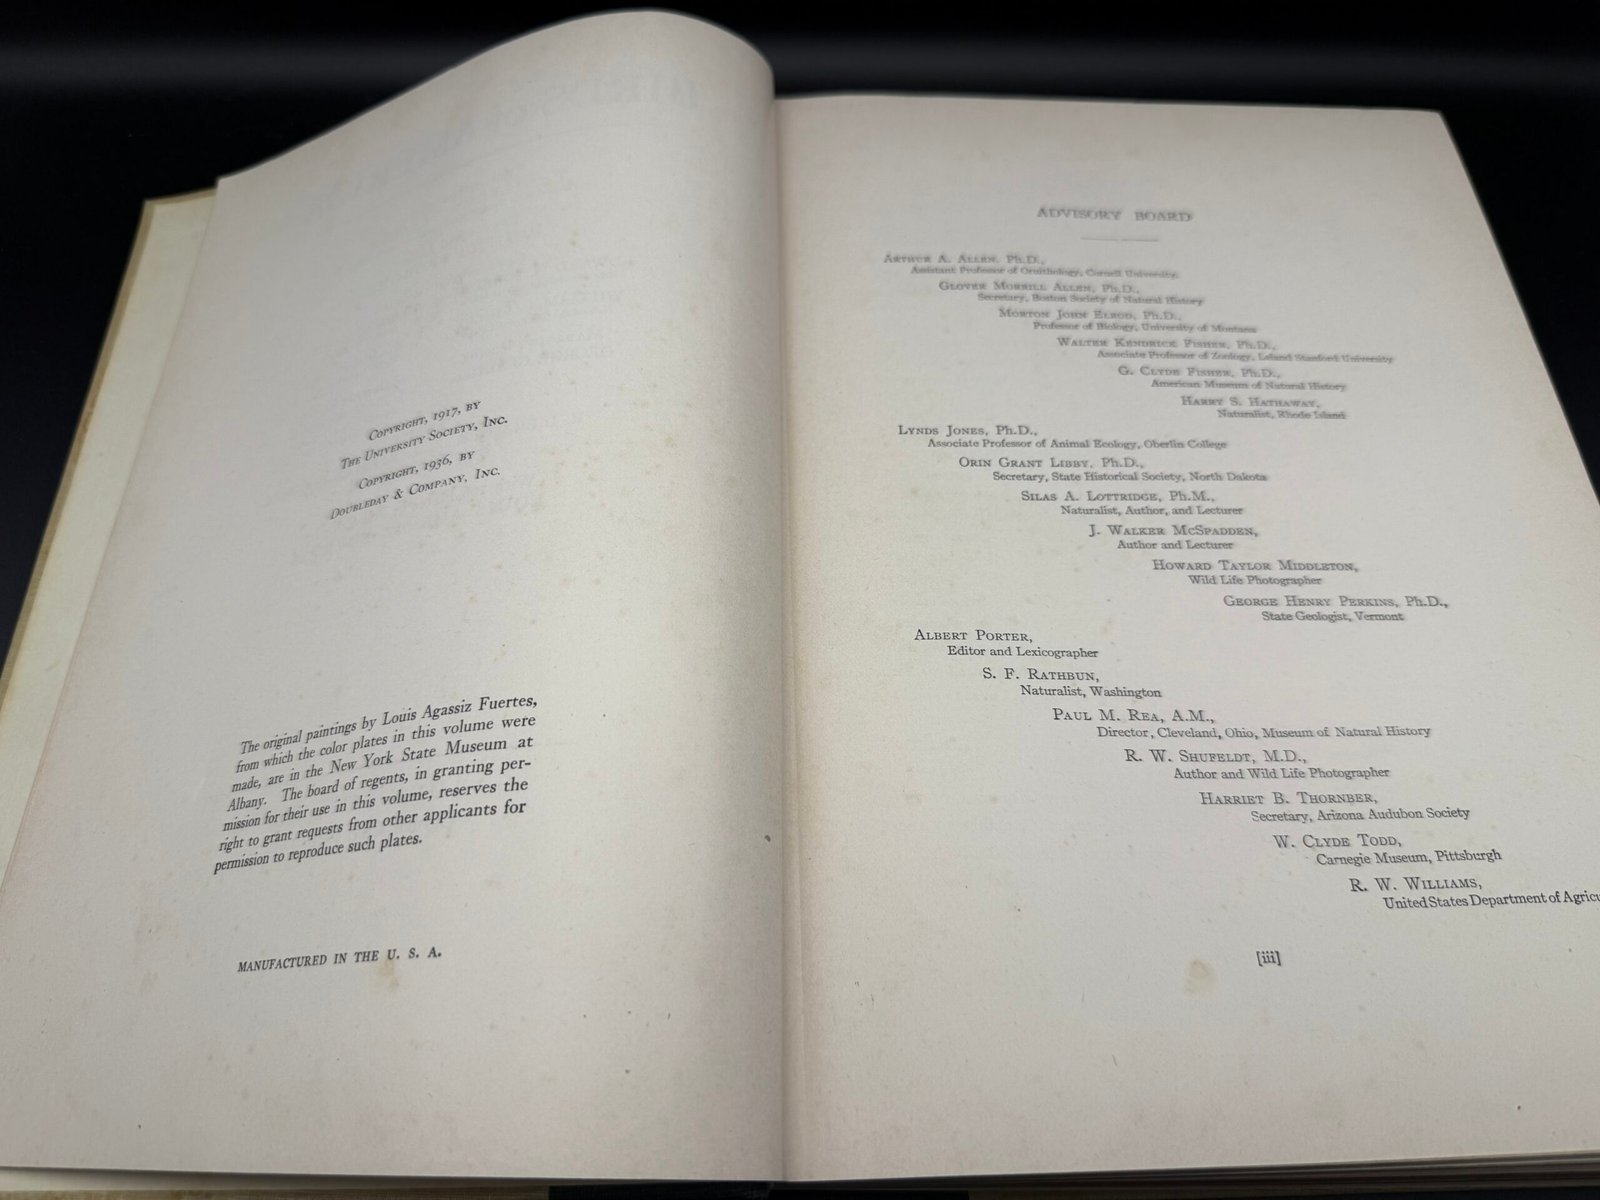 COPYRIGHT, 1917, BY
THE UNIVERSITY SOCIETY, INC.
COPYRIGHT, 1936, BY
DOUBLEDAY & COMPANY, INC.
The original paintings by Louis Agassiz Fuertes,
from which the color plates in this volume were
made, are in the New York State Museum at
Albany. The board of regents, in granting per-
mission for their use in this volume, reserves the
right to grant requests from other applicants for
permission to reproduce such plates.
MANUFACTURED IN THE U. S. A.
ADVISORY BOARD
ARTHUR A. ALLEN, Ph.D.,
Assistant Professor of Ornithology, Cornell University.
GLOVER MORRILL ALLEN, Ph.D.,
Secretary, Boston Society of Natural History
MORTON JOHN ELROD, Ph.D.,
Professor of Biology, University of Montana
WALTER KENDRICK FISHER, Ph.D.,
Associate Professor of Zoology, Leland Stanford University
G. CLYDE FISHER, Ph.D.,
American Museum of Natural History
HARRY S. HATHAWAY,
Naturalist, Rhode Island
LYNDS JONES, Ph.D.,
Associate Professor of Animal Ecology, Oberlin College
ORIN GRANT LIBBY, Ph.D.,
Secretary, State Historical Society, North Dakota
SILAS A. LOTTRIDGE, Ph.M.,
Naturalist, Author, and Lecturer
J. WALKER MCSPADDEN,
Author and Lecturer
HOWARD TAYLOR MIDDLETON,
Wild Life Photographer
GEORGE HENRY PERKINS, Ph.D.,
State Geologist, Vermont
ALBERT PORTER,
Editor and Lexicographer
S. F. RATHBUN,
Naturalist, Washington
PAUL M. REA, A.M.,
Director, Cleveland, Ohio, Museum of Natural History
R. W. SHUFELDT, M.D.,
Author and Wild Life Photographer
HARRIET B. THORNBER,
Secretary, Arizona Audubon Society
W. CLYDE TODD,
Carnegie Museum, Pittsburgh
R. W. WILLIAMS,
United States Department of Agricu
[iii]